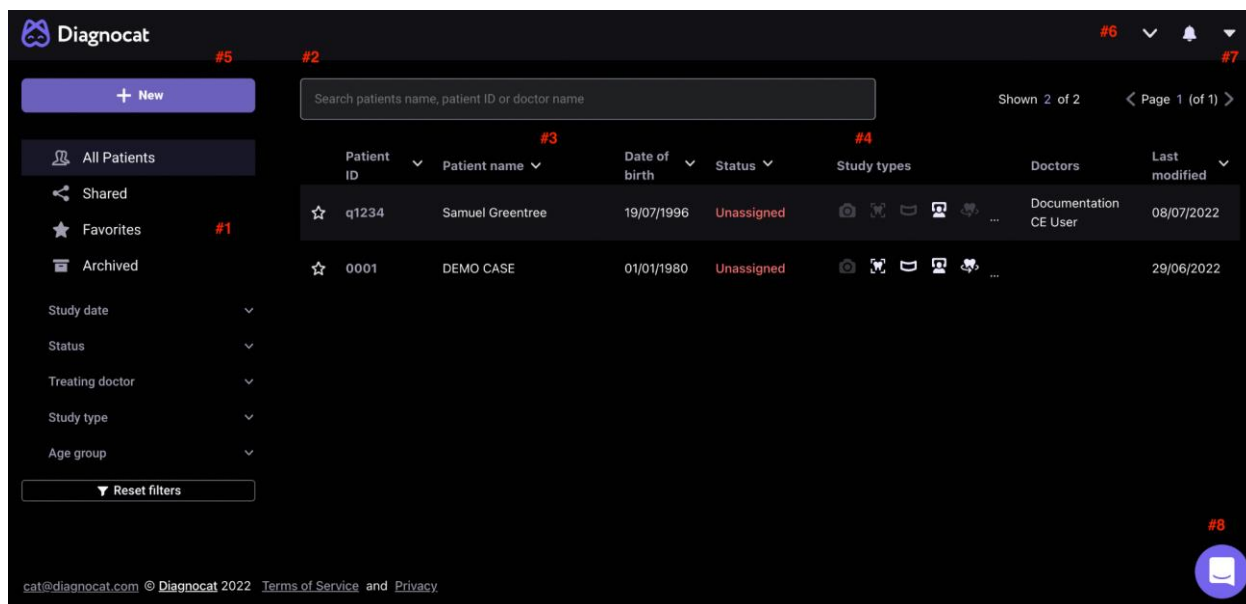 Diagnocat
#6
#5
#2
#7
+ New
Search patients name, patient ID or doctor name
Shown 2 of 2
Page 1 (of 1)
#3
#4
All Patients
Patient ID
Patient name
Date of birth
Status
Study types
Doctors
Last modified
Shared
q1234
Samuel Greentree
19/07/1996
Unassigned
...
Documentation
CE User
08/07/2022
Favorites
#1
Archived
0001
DEMO CASE
01/01/1980
Unassigned
...
29/06/2022
Study date
Status
Treating doctor
Study type
Age group
Reset filters
#8
cat@diagnocat.com © Diagnocat 2022 Terms of Service and Privacy